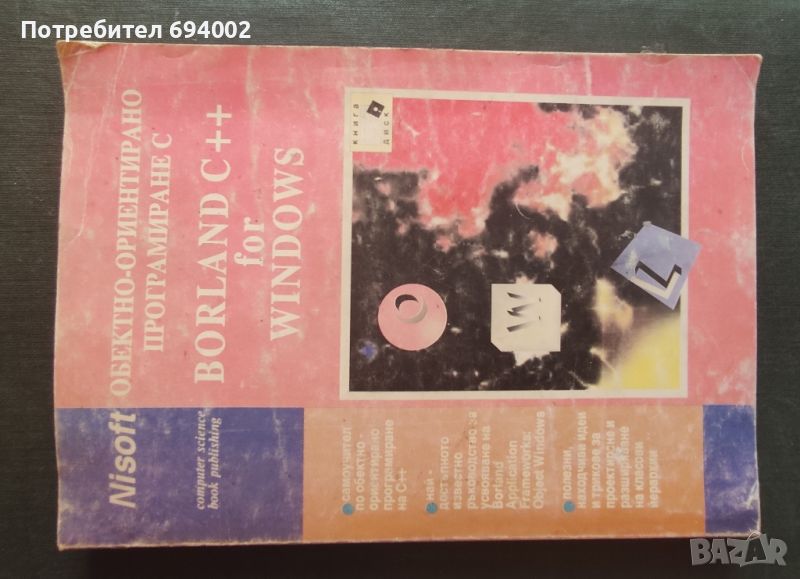 Потребител 694002
Nisoft
computer science
book publishing
ОБЕКТНО-ОРИЕНТИРАНО
ПРОГРАМИРАНЕ С
BORLAND C++
for
WINDOWS
книга
диск
O
W
L
самоучител
по обектно-
ориентирано
програмиране
на C++
най-
достъпното
известно
ръководство за
усвояване на
Borland
Application
Frameworks:
Object Windows
полезни,
находчиви идеи
и трикове за
проектиране и
разширяване
на класови
йерархии
BAZAR